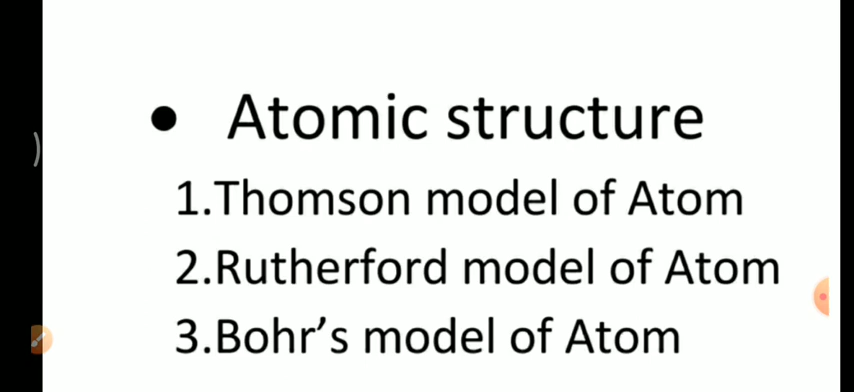 • Atomic structure
1.Thomson model of Atom
2.Rutherford model of Atom
3.Bohr’s model of Atom